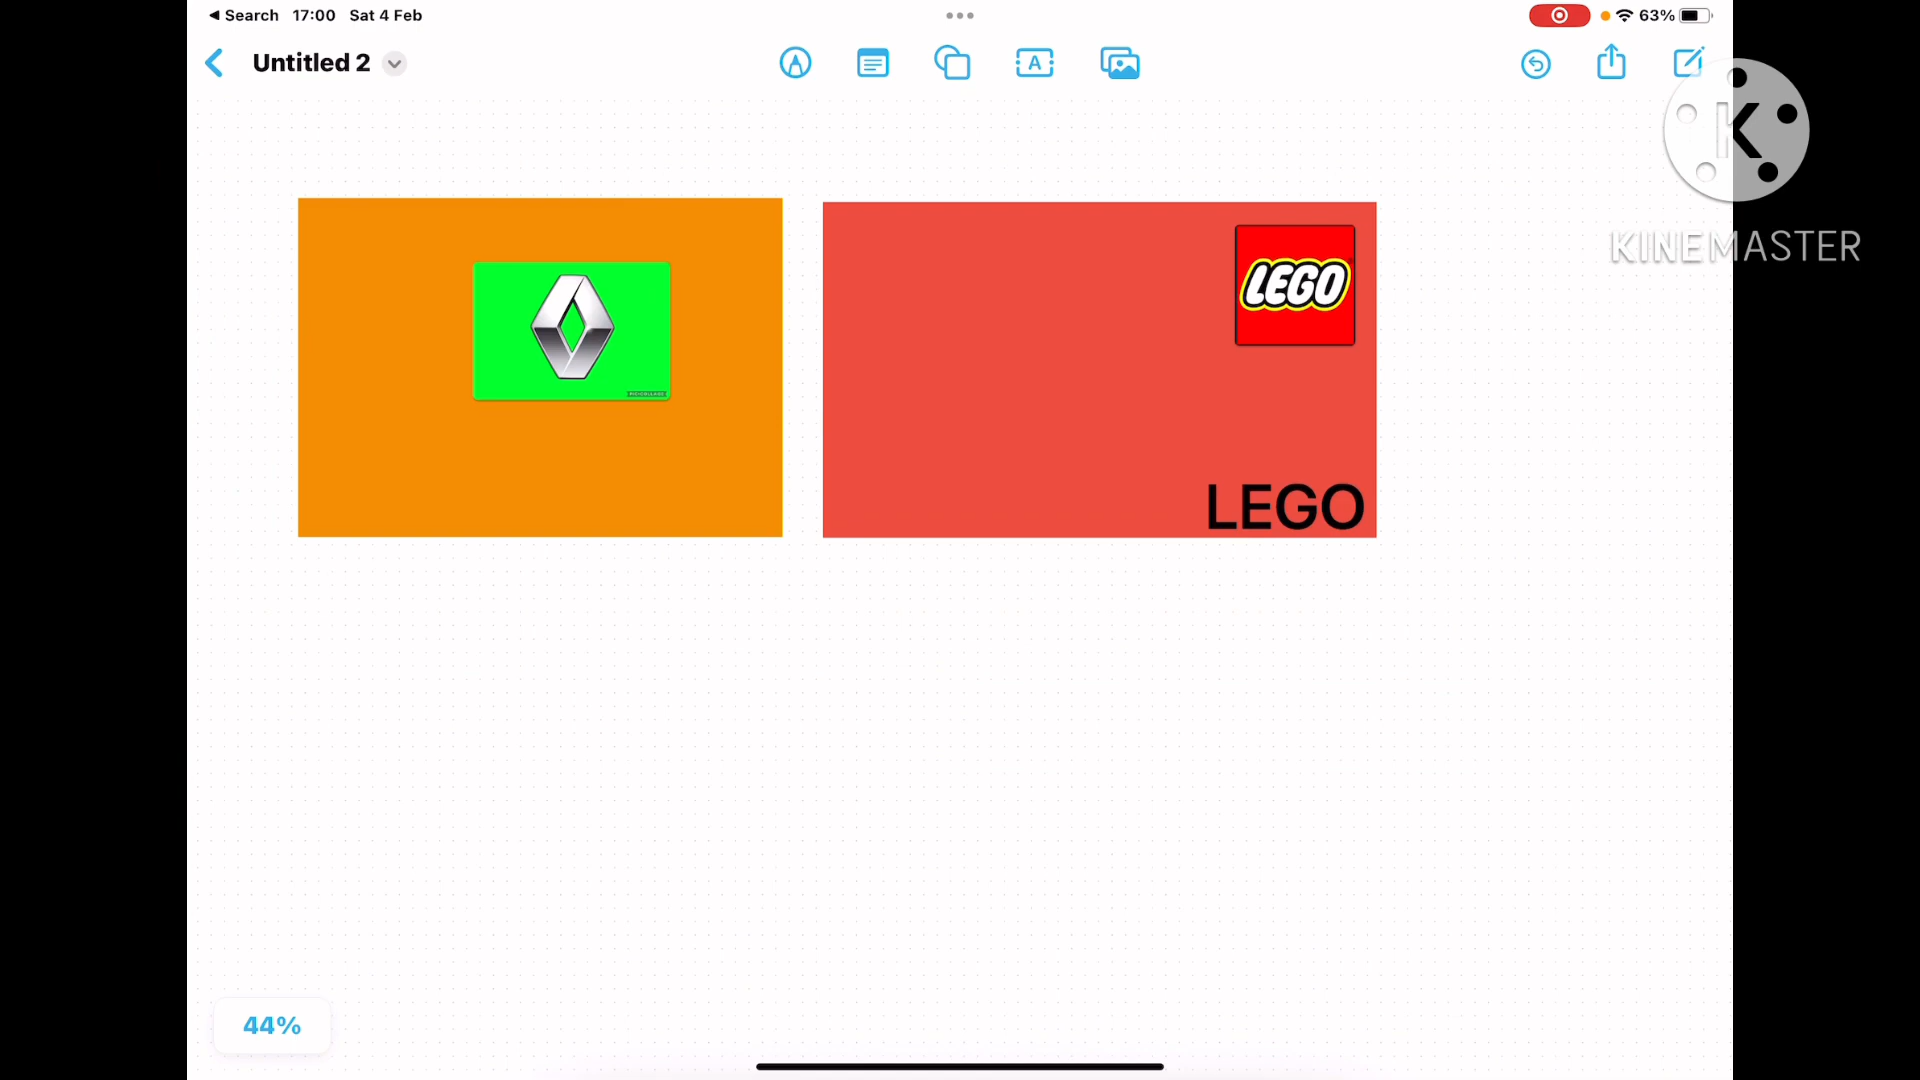 Search 17:00 Sat 4 Feb
63%
Untitled 2
A
K
KINEMASTER
LEGO
LEGO
44%